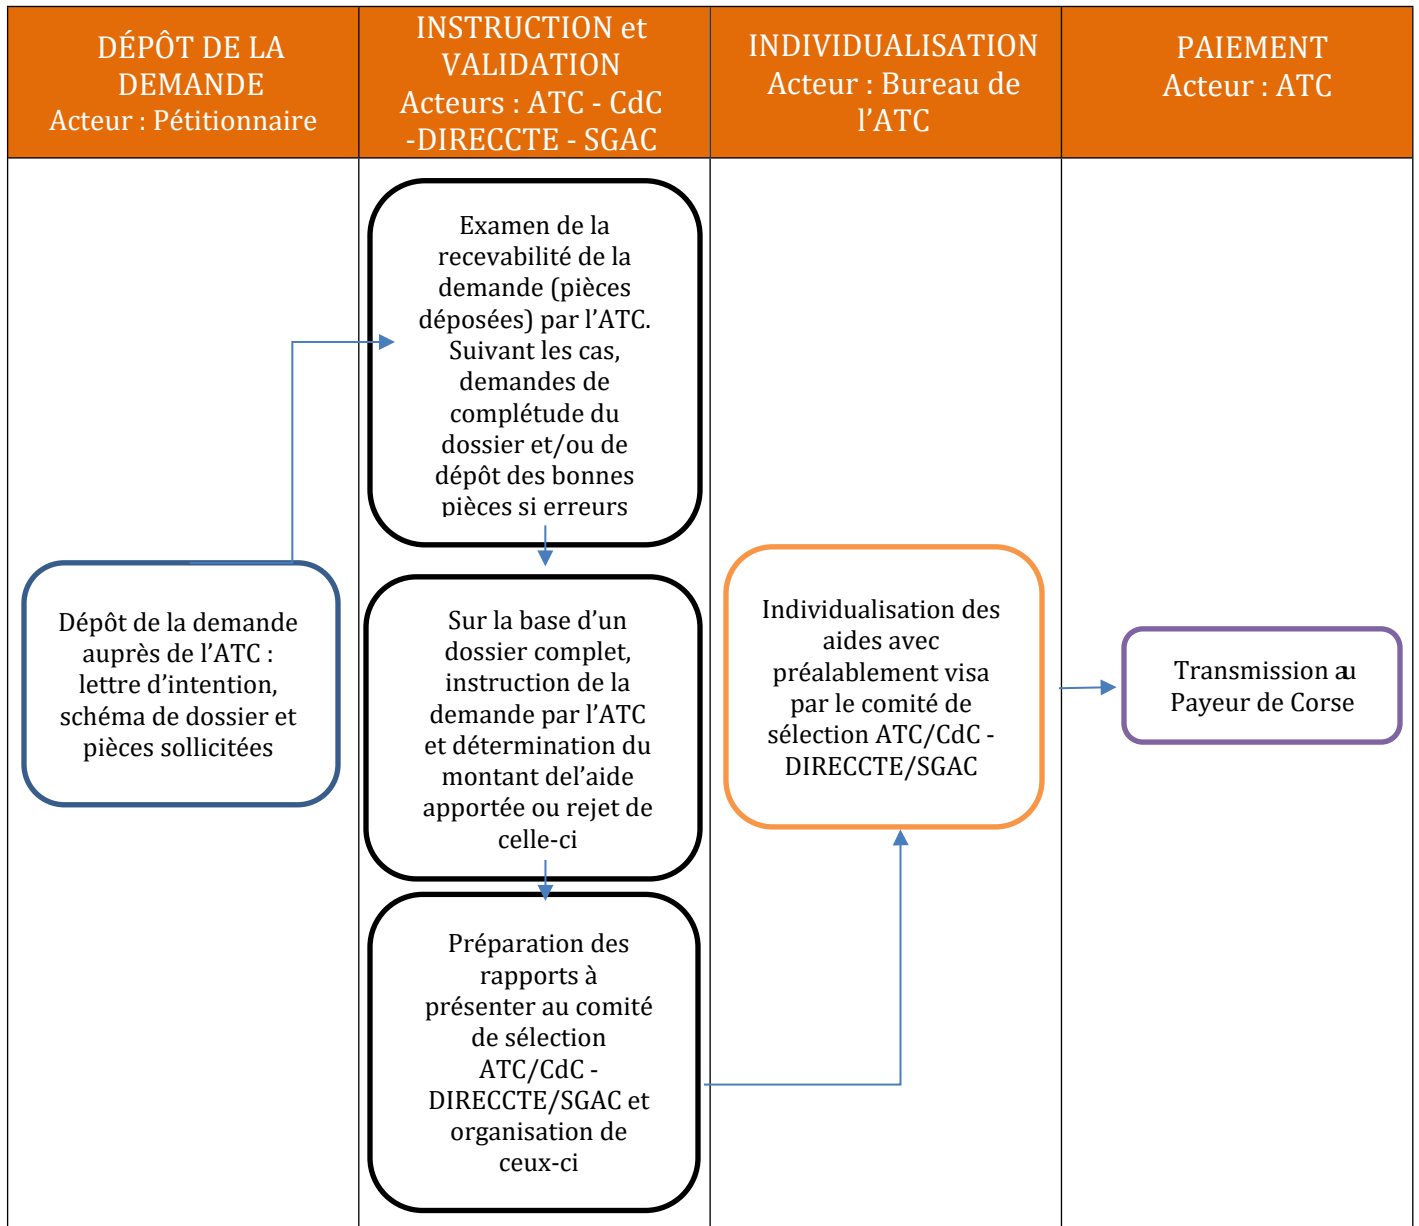 DÉPÔT DE LA
DEMANDE
Acteur : Pétitionnaire
INSTRUCTION et
VALIDATION
Acteurs : ATC - CdC
-DIRECCTE - SGAC
INDIVIDUALISATION
Acteur : Bureau de
l’ATC
PAIEMENT
Acteur : ATC
Dépôt de la demande
auprès de l’ATC :
lettre d’intention,
schéma de dossier et
pièces sollicitées
Examen de la
recevabilité de la
demande (pièces
déposées) par l’ATC.
Suivant les cas,
demandes de
complétude du
dossier et/ou de
dépôt des bonnes
pièces si erreurs
Sur la base d’un
dossier complet,
instruction de la
demande par l’ATC
et détermination du
montant del’aide
apportée ou rejet de
celle-ci
Préparation des
rapports à
présenter au comité
de sélection
ATC/CdC -
DIRECCTE/SGAC et
organisation de
ceux-ci
Individualisation des
aides avec
préalablement visa
par le comité de
sélection ATC/CdC -
DIRECCTE/SGAC
Transmission au
Payeur de Corse